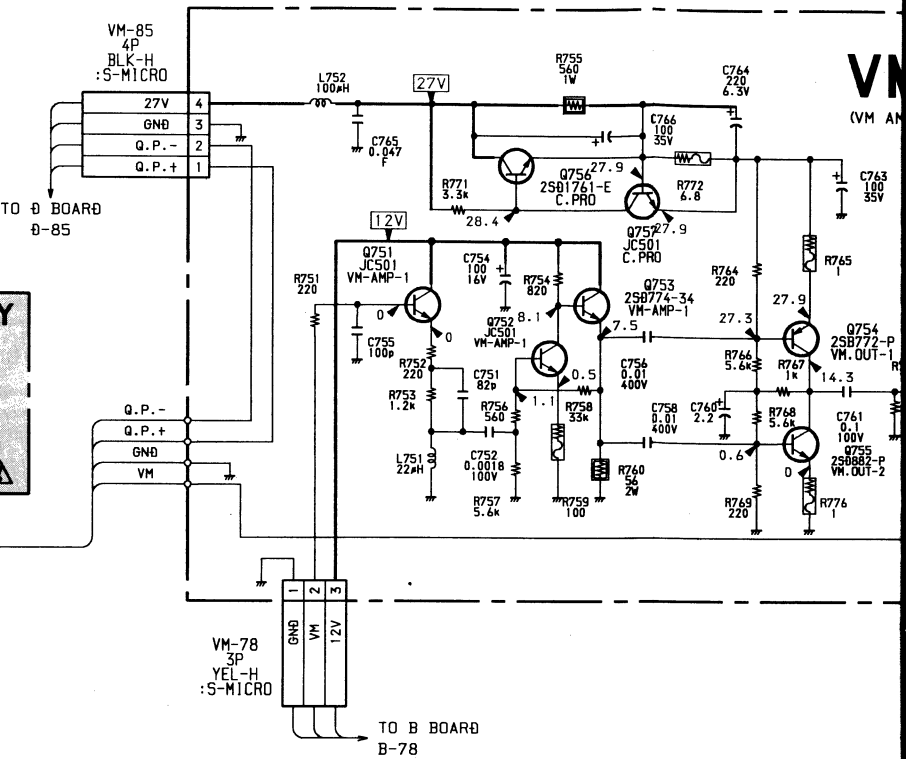 VM-85
4P
BLK-H
:S-MICRO
27V 4
GND 3
Q.P.- 2
Q.P.+ 1
TO D BOARD
D-85
L752
100µH
27V
C765
0.047
F
R755
560
1W
C764
220
6.3V
VM
(VM AM
C766
100
35V
Q756
2SD1761-E
C.PRO
27.9
R771
3.3k
28.4
R772
6.8
Q757
JC501
C.PRO
27.9
C763
100
35V
12V
Q751
JC501
VM-AMP-1
R751
220
C754
100
16V
R754
820
Q753
2SD774-34
VM-AMP-1
R764
220
R765
1
0
0
C755
100p
8.1
Q752
JC501
VM-AMP-1
7.5
27.3
27.9
Q754
2SB772-P
VM.OUT-1
R752
220
R753
1.2k
C751
82p
R756
560
0.5
1.1
R758
33k
C756
0.01
400V
R766
5.6k
R767
1k
14.3
C758
0.01
400V
C760
2.2
R768
5.6k
C761
0.1
100V
Q755
2SD882-P
VM.OUT-2
L751
22µH
C752
0.0018
100V
R757
5.6k
R759
100
R760
56
2W
0.6
0
R769
220
R776
1
Y
Q.P.-
Q.P.+
GND
VM
1 2 3
GND VM 12V
VM-78
3P
YEL-H
:S-MICRO
TO B BOARD
B-78